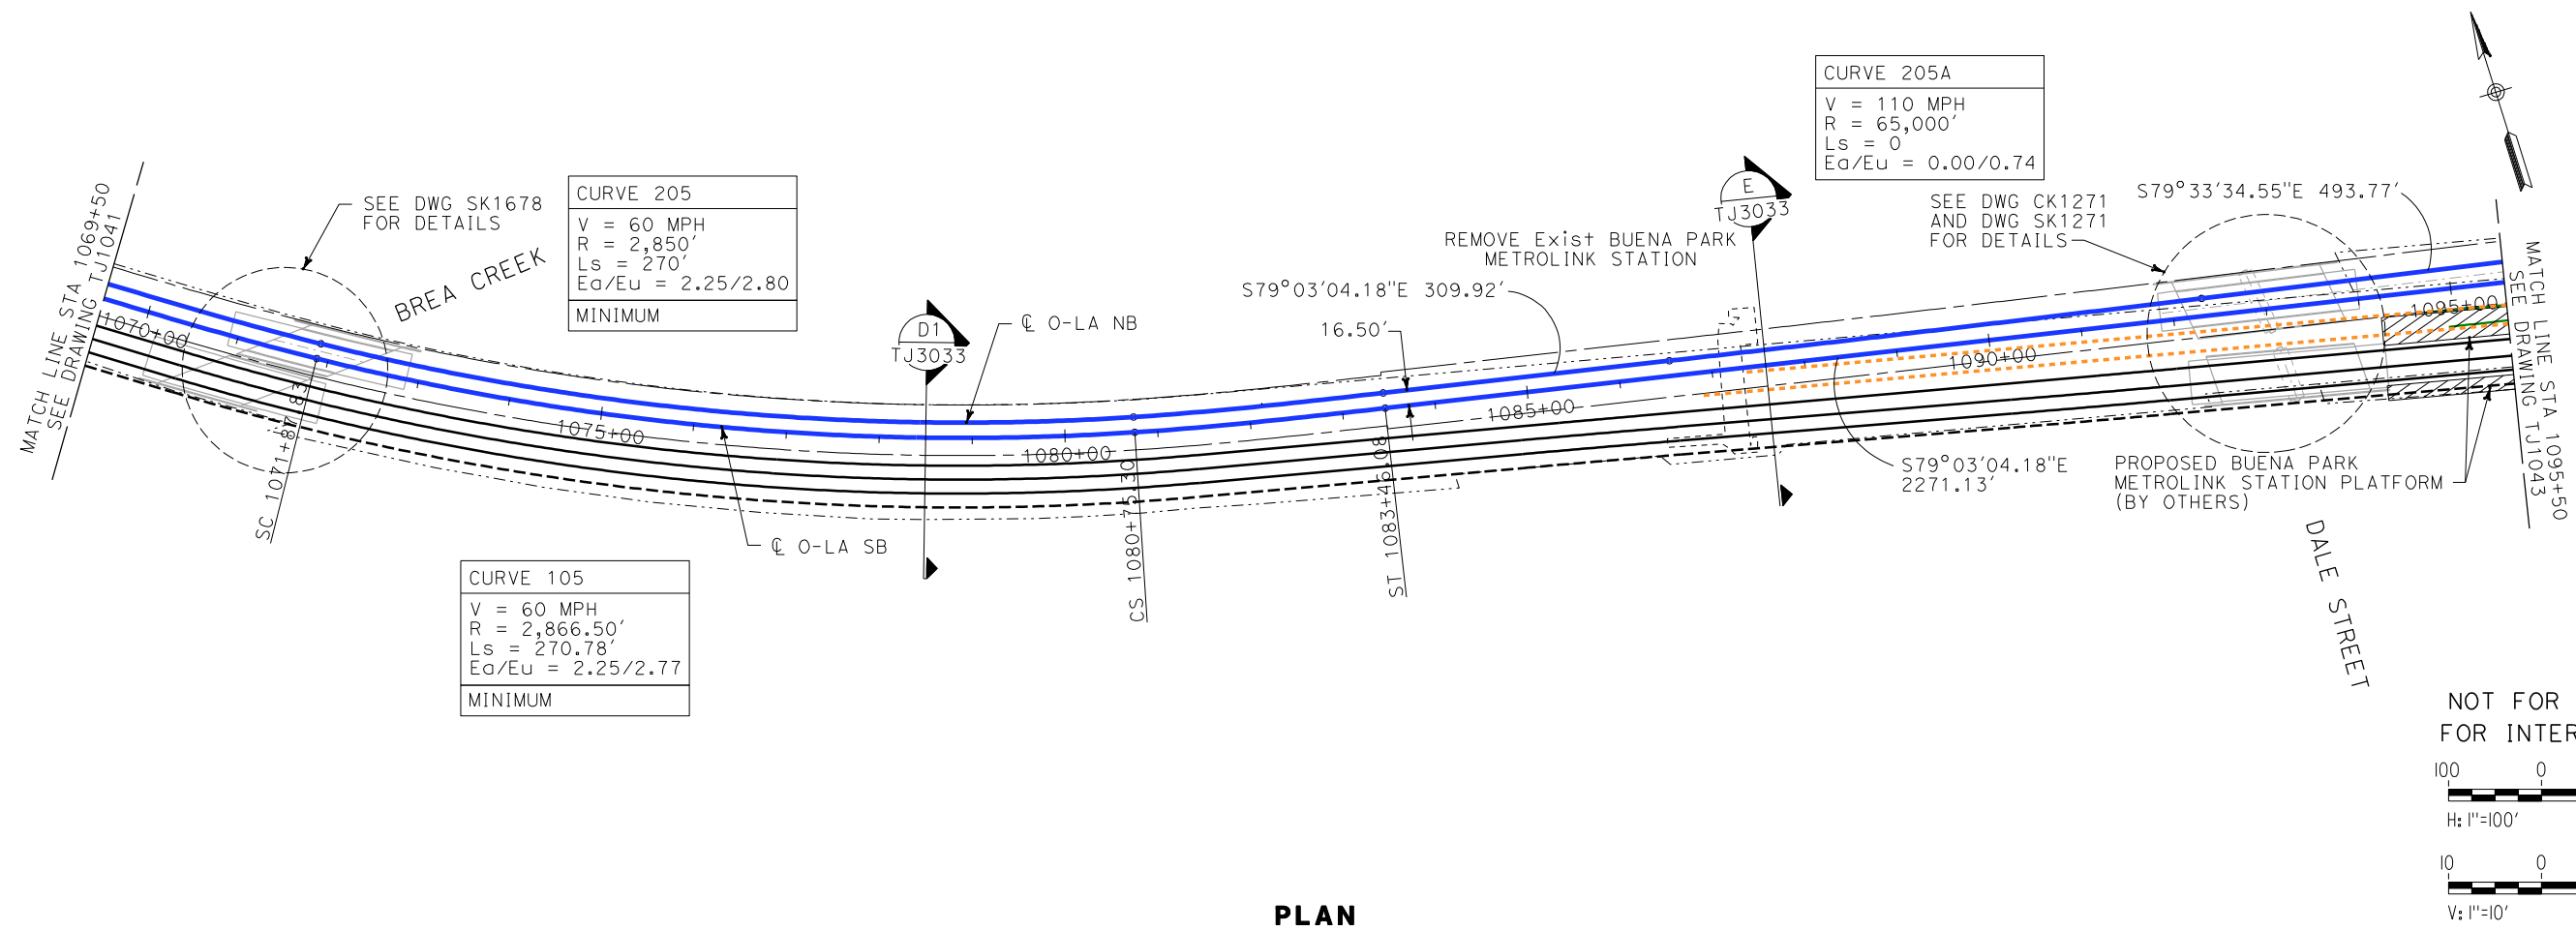 MATCH LINE STA 1069+50
SEE DRAWING TJ1041
1070+00
SEE DWG SK1678
FOR DETAILS
BREA CREEK
CURVE 205
V = 60 MPH
R = 2,850'
Ls = 270'
Ea/Eu = 2.25/2.80
MINIMUM
SC 1071+87.83
1075+00
D1
TJ3033
℄ O-LA NB
℄ O-LA SB
CURVE 105
V = 60 MPH
R = 2,866.50'
Ls = 270.78'
Ea/Eu = 2.25/2.77
MINIMUM
1080+00
CS 1080+75.30
ST 1083+46.08
S79°03'04.18"E 309.92'
16.50'
1085+00
REMOVE Exist BUENA PARK
METROLINK STATION
E
TJ3033
CURVE 205A
V = 110 MPH
R = 65,000'
Ls = 0
Ea/Eu = 0.00/0.74
SEE DWG CK1271
AND DWG SK1271
FOR DETAILS
S79°33'34.55"E 493.77'
1090+00
1095+00
S79°03'04.18"E
2271.13'
PROPOSED BUENA PARK
METROLINK STATION PLATFORM
(BY OTHERS)
MATCH LINE STA 1095+50
SEE DRAWING TJ1043
DALE STREET
NOT FOR
FOR INTER
100 0
H: 1"=100'
10 0
V: 1"=10'
PLAN